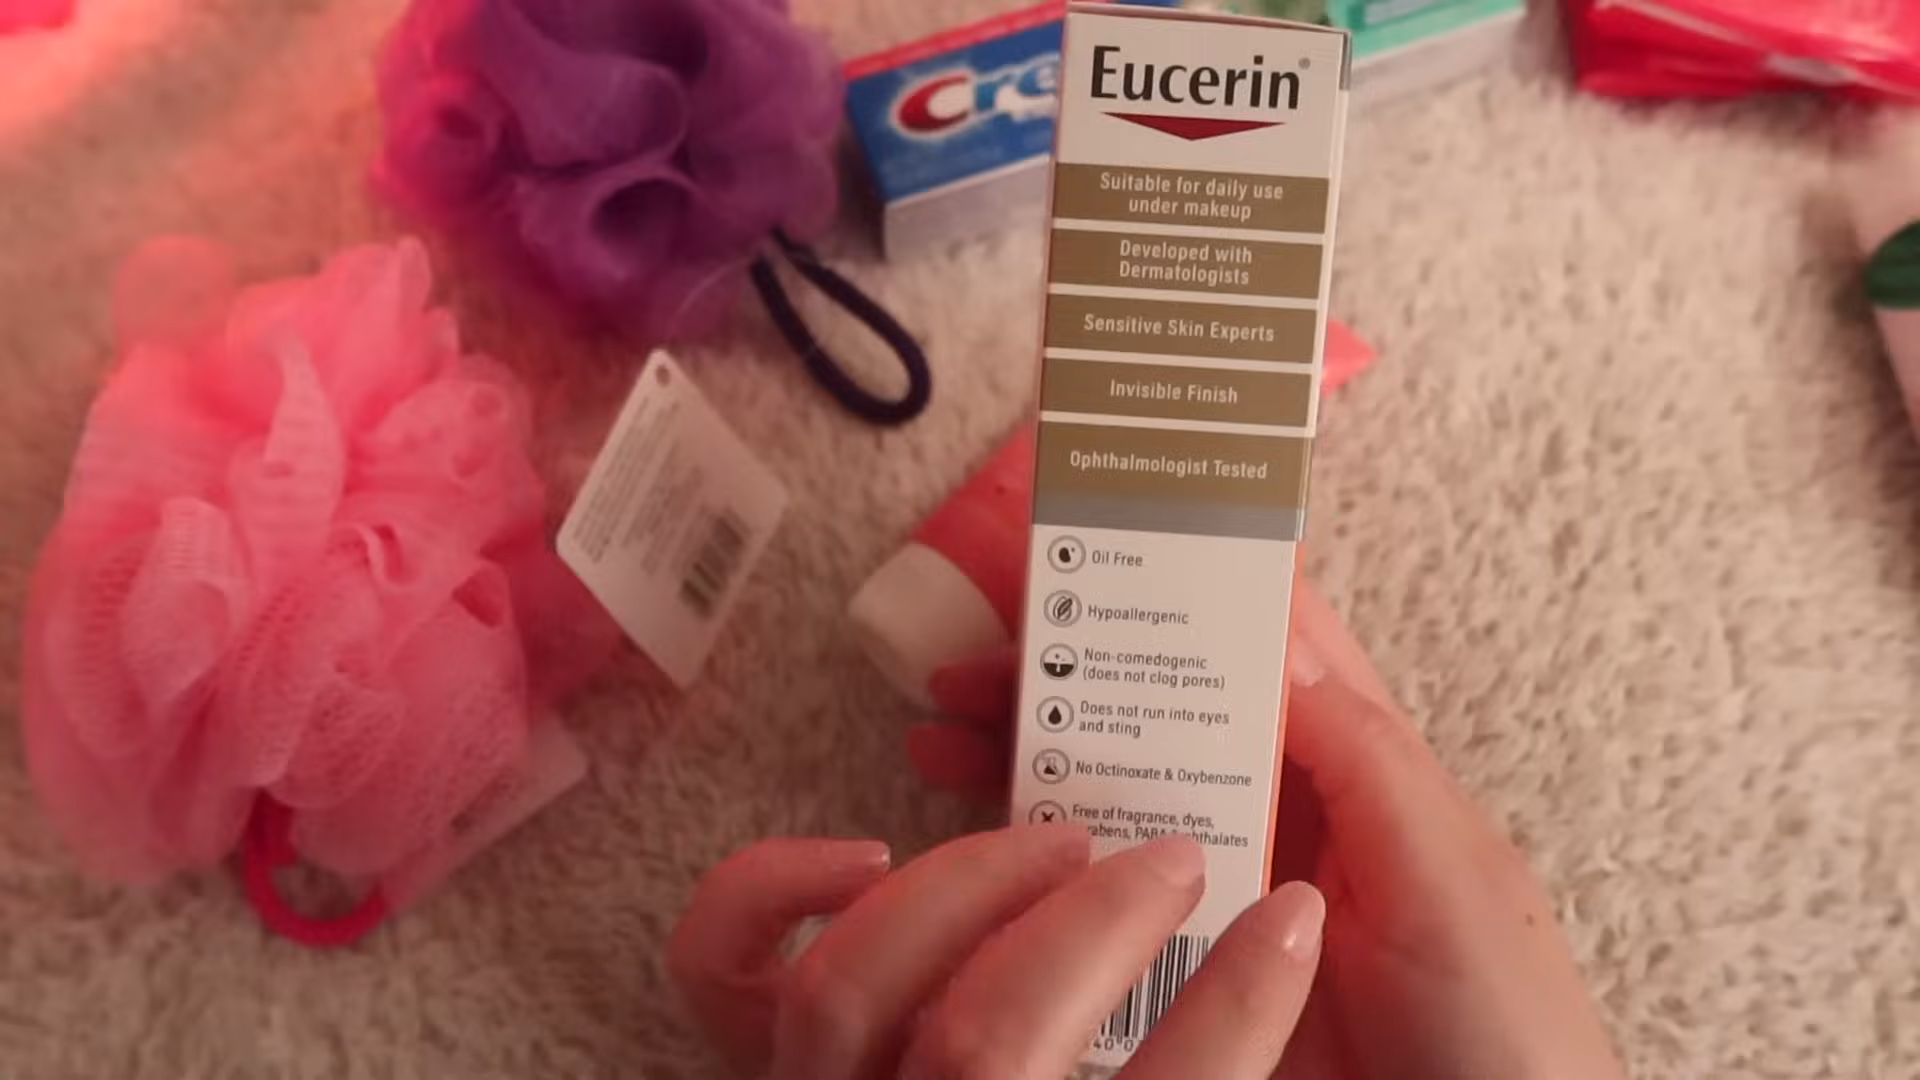 Eucerin®
Suitable for daily use
under makeup
Developed with
Dermatologists
Sensitive Skin Experts
Invisible Finish
Ophthalmologist Tested
Oil Free
Hypoallergenic
Non-comedogenic
(does not clog pores)
Does not run into eyes
and sting
No Octinoxate & Oxybenzone
Free of fragrance, dyes,
Cre